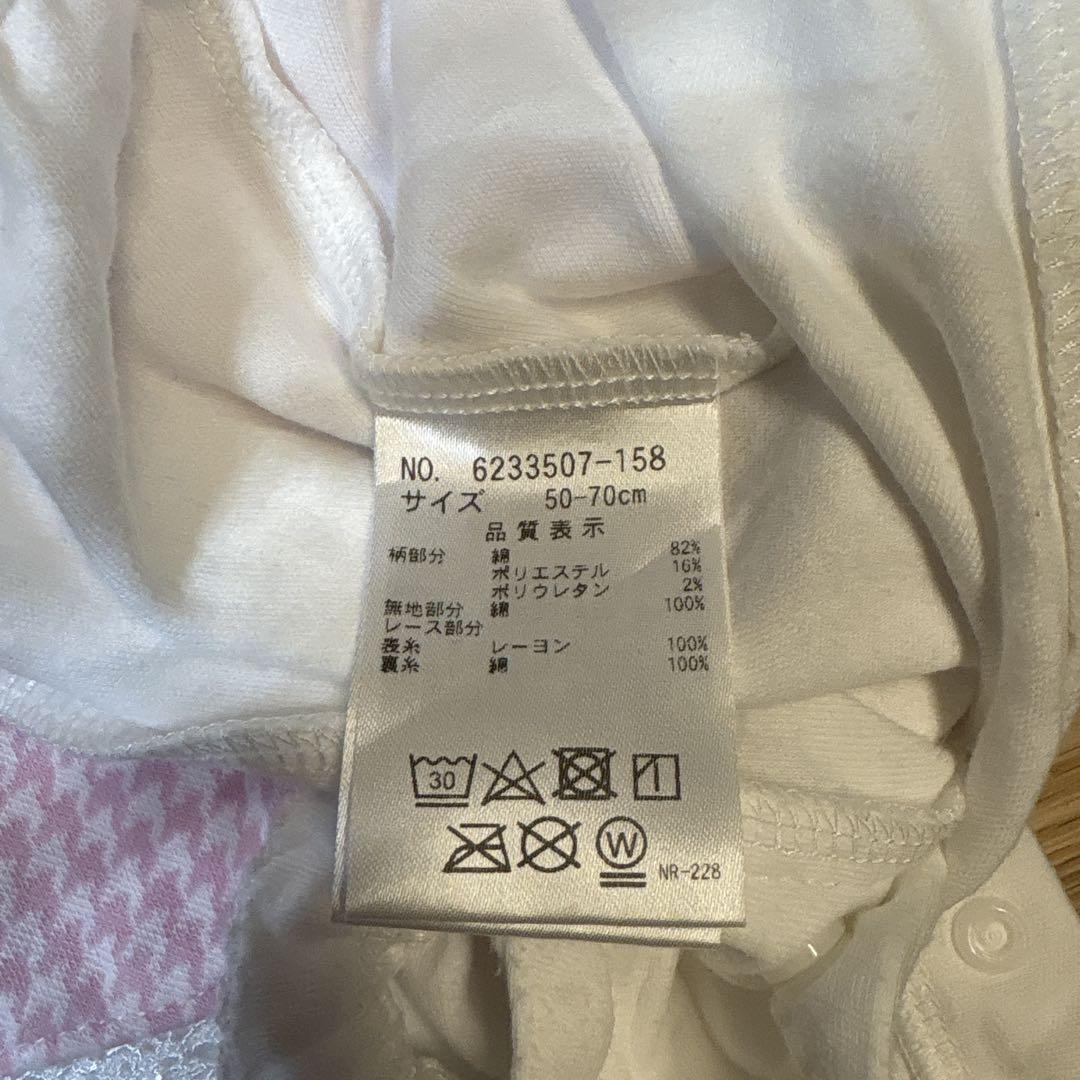 NO. 6233507-158
サイズ 50-70cm
品質表示
柄部分 綿 82%
ポリエステル 16%
ポリウレタン 2%
無地部分 綿 100%
レース部分
表糸 レーヨン 100%
裏糸 綿 100%
30
W
NR-228